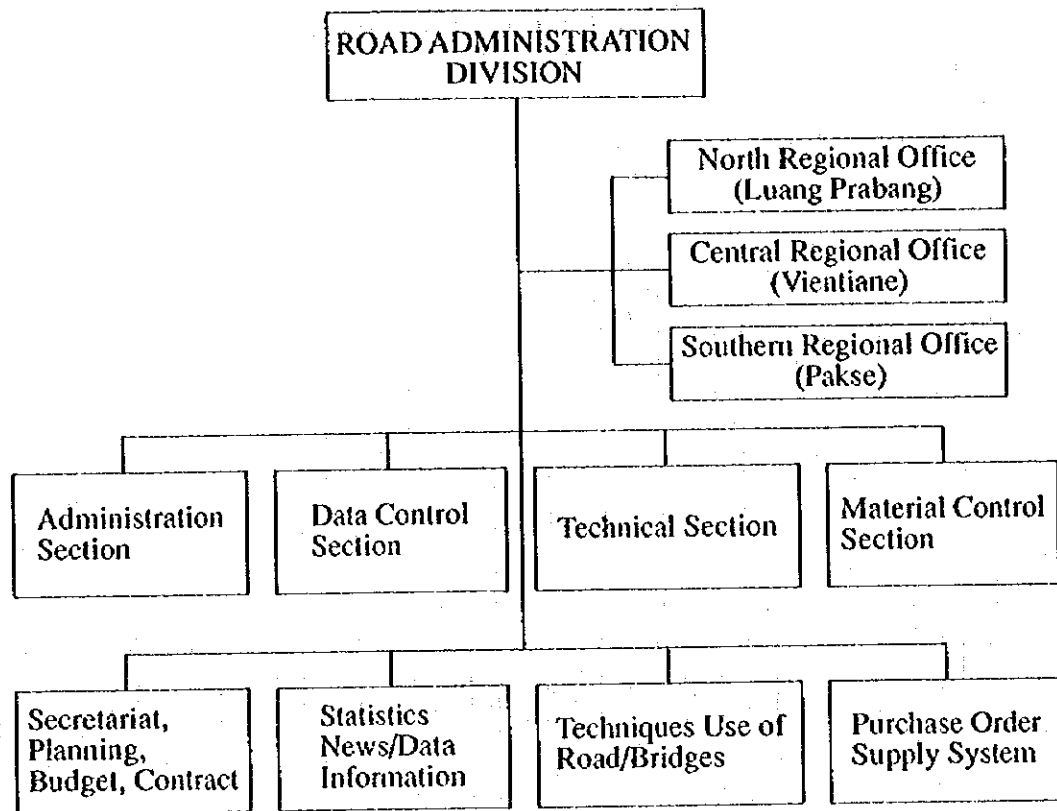 ROAD ADMINISTRATION
DIVISION
North Regional Office
(Luang Prabang)
Central Regional Office
(Vientiane)
Southern Regional Office
(Pakse)
Administration
Section
Data Control
Section
Technical Section
Material Control
Section
Secretariat,
Planning,
Budget, Contract
Statistics
News/Data
Information
Techniques Use of
Road/Bridges
Purchase Order
Supply System